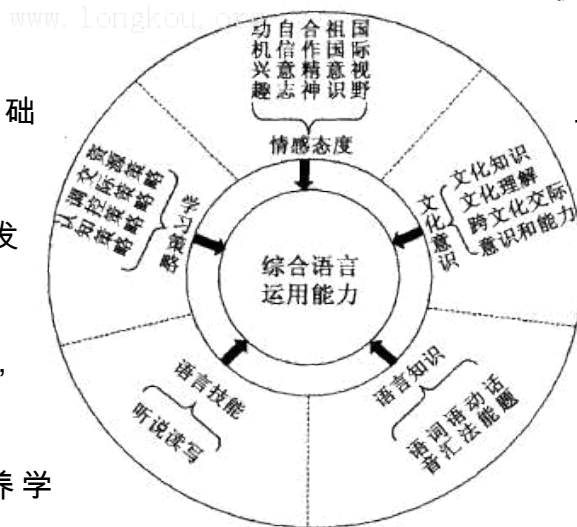 www.longkou.org
动机兴趣
自信意志
合作精神
祖国意识
国际视野
情感态度
础
发
，
养学
资源策略
交际策略
调控策略
认知策略
学习策略
文化意识
文化知识
文化理解
跨文化交际
意识和能力
综合语言
运用能力
语言技能
听说读写
语言知识
语音
词汇
语法
动能
话题